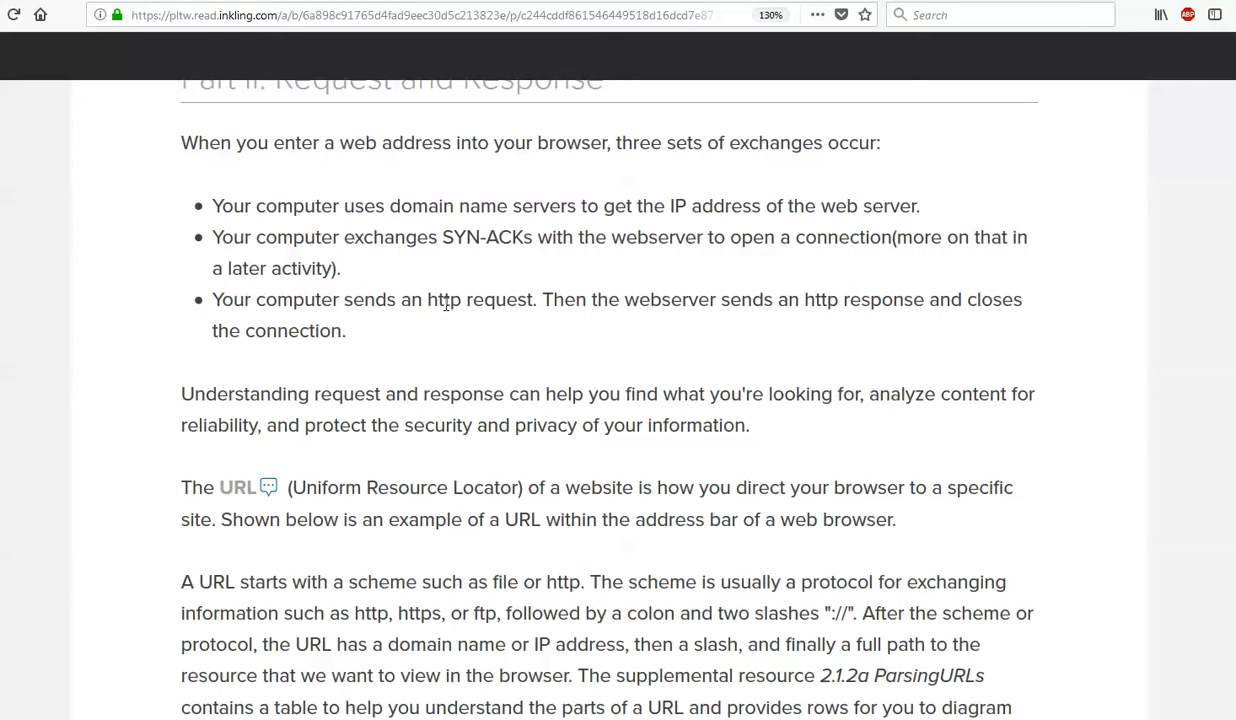 https://pltw.read.inkling.com/a/b/6a898c91765d4fad9eec30d5c213823e/p/c244cddf861546449518d16dcd7e87
130%
Search
ABP
Part II: Request and Response
When you enter a web address into your browser, three sets of exchanges occur:
Your computer uses domain name servers to get the IP address of the web server.
Your computer exchanges SYN-ACKs with the webserver to open a connection(more on that in
a later activity).
Your computer sends an http request. Then the webserver sends an http response and closes
the connection.
Understanding request and response can help you find what you're looking for, analyze content for
reliability, and protect the security and privacy of your information.
The URL (Uniform Resource Locator) of a website is how you direct your browser to a specific
site. Shown below is an example of a URL within the address bar of a web browser.
A URL starts with a scheme such as file or http. The scheme is usually a protocol for exchanging
information such as http, https, or ftp, followed by a colon and two slashes "://". After the scheme or
protocol, the URL has a domain name or IP address, then a slash, and finally a full path to the
resource that we want to view in the browser. The supplemental resource 2.1.2a ParsingURLs
contains a table to help you understand the parts of a URL and provides rows for you to diagram